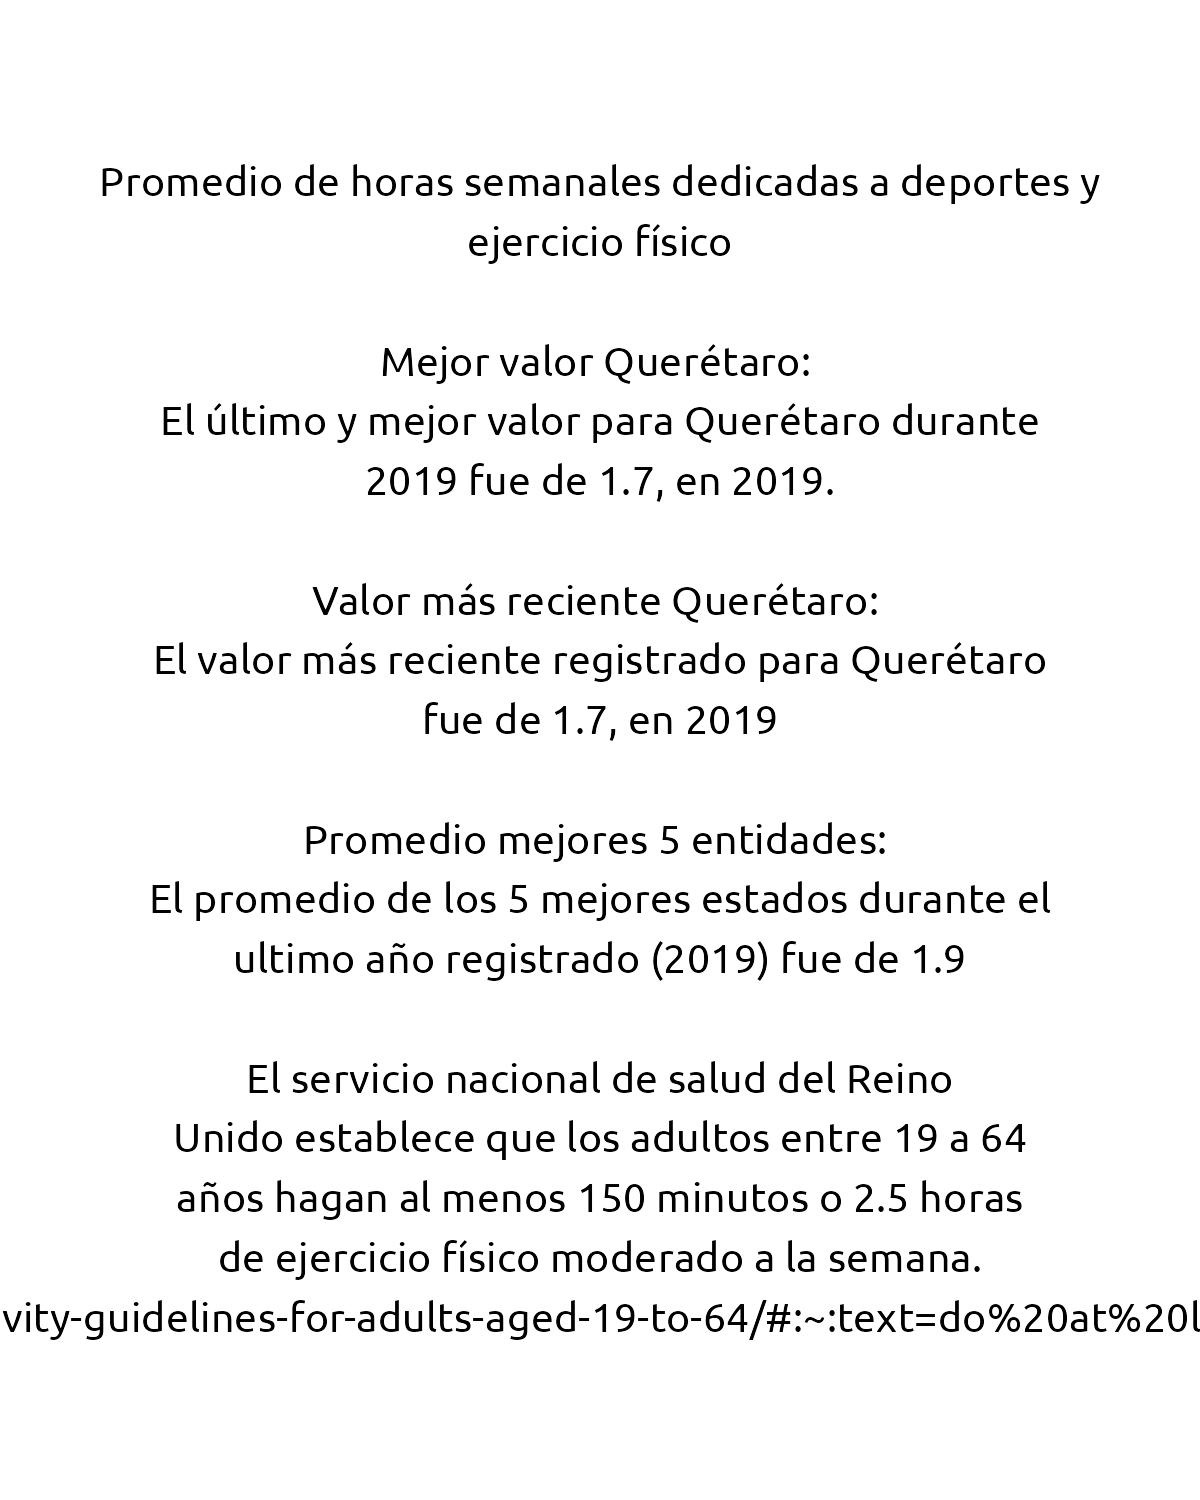 Promedio de horas semanales dedicadas a deportes y
ejercicio físico
Mejor valor Querétaro:
El último y mejor valor para Querétaro durante
2019 fue de 1.7, en 2019.
Valor más reciente Querétaro:
El valor más reciente registrado para Querétaro
fue de 1.7, en 2019
Promedio mejores 5 entidades:
El promedio de los 5 mejores estados durante el
ultimo año registrado (2019) fue de 1.9
El servicio nacional de salud del Reino
Unido establece que los adultos entre 19 a 64
años hagan al menos 150 minutos o 2.5 horas
de ejercicio físico moderado a la semana.
vity-guidelines-for-adults-aged-19-to-64/#:~:text=do%20at%20l